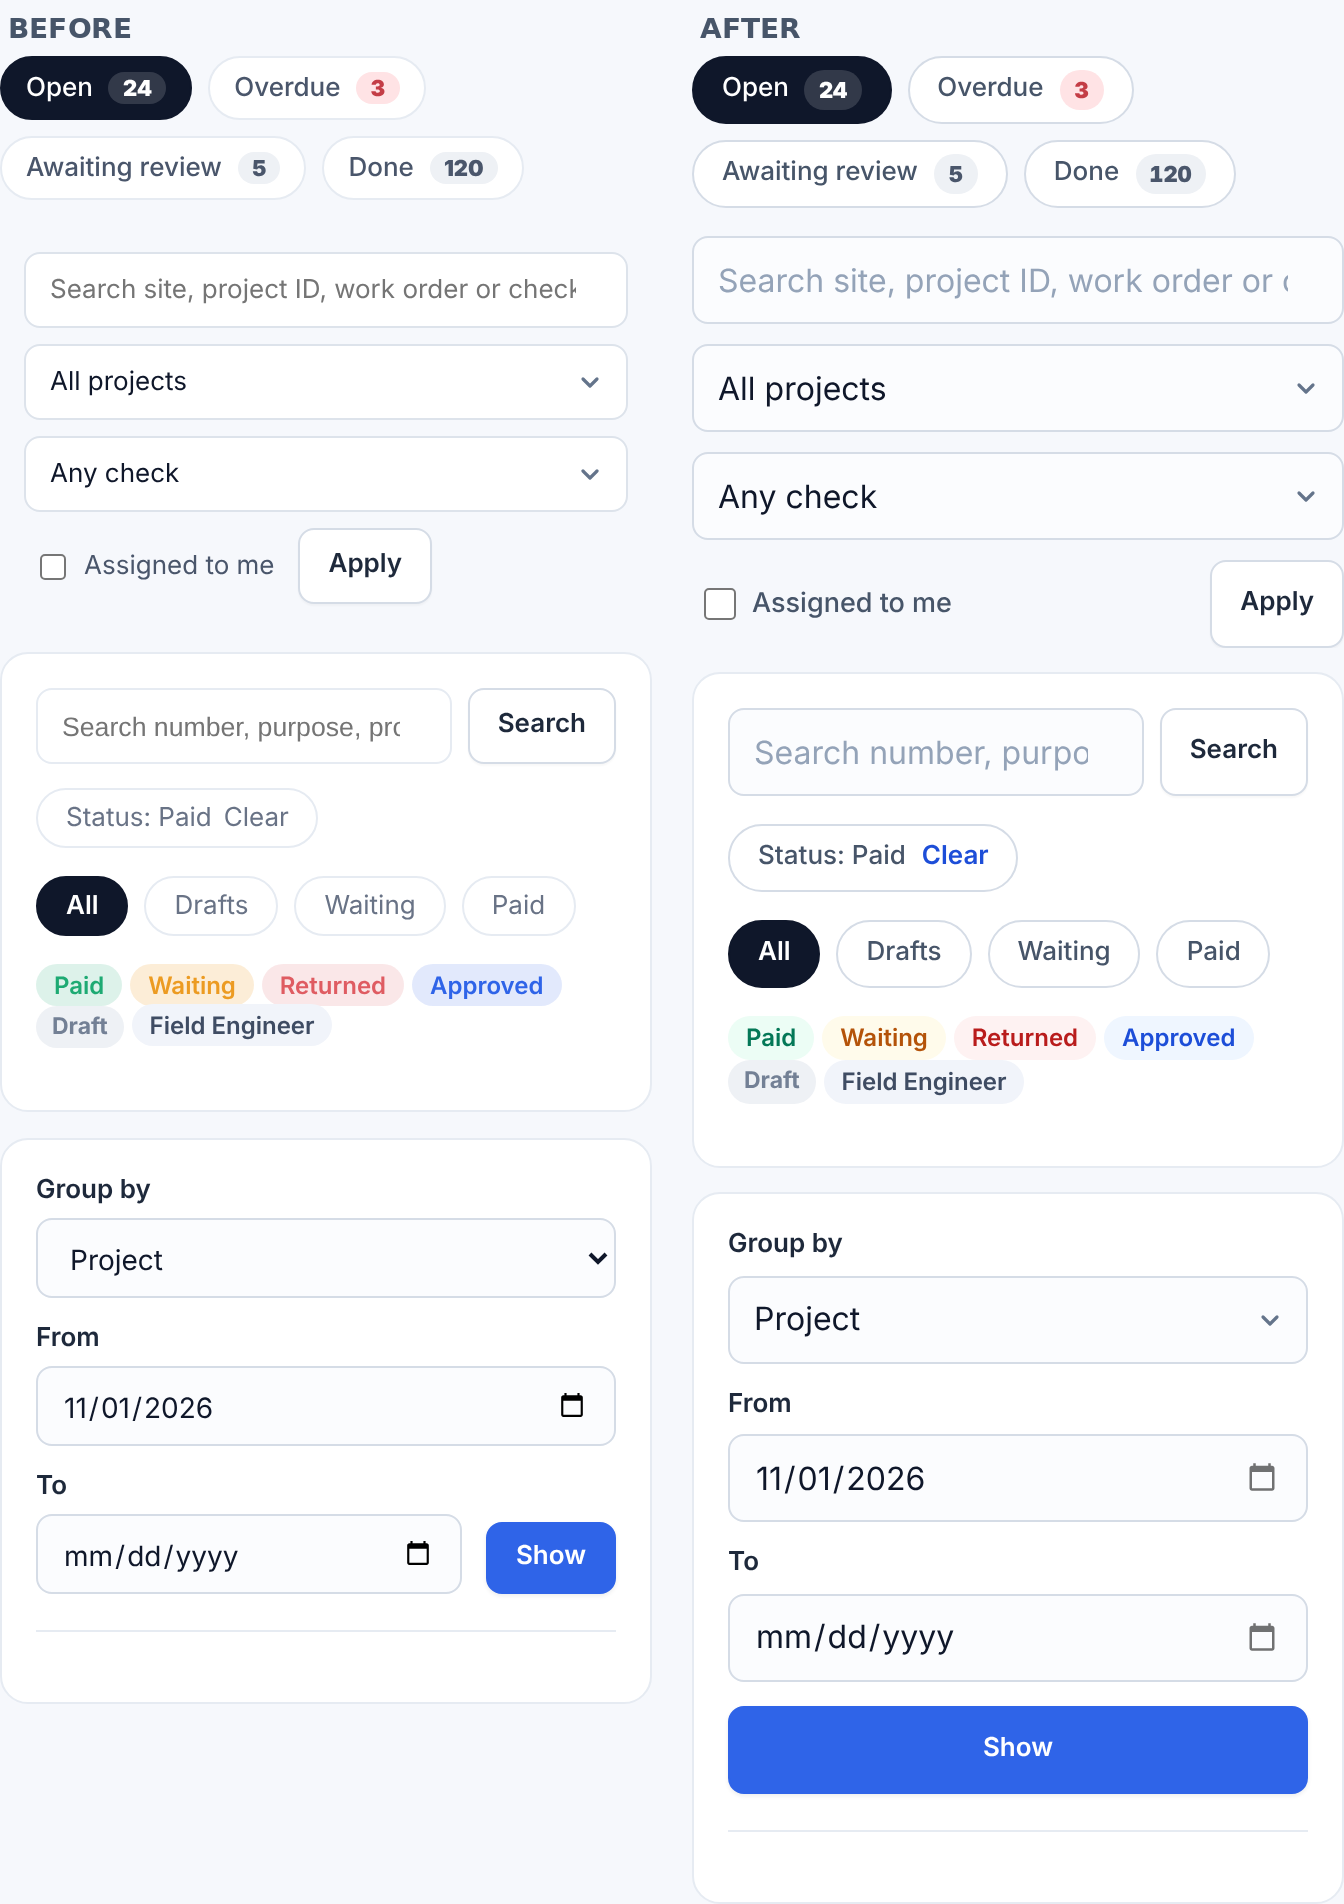 BEFORE
Open 24 Overdue 3
Awaiting review 5 Done 120
Search site, project ID, work order or check
All projects
Any check
Assigned to me Apply
Search number, purpose, prc Search
Status: Paid Clear
All Drafts Waiting Paid
Paid Waiting Returned Approved
Draft Field Engineer
Group by
Project
From
11/01/2026
To
mm/dd/yyyy Show
AFTER
Open 24 Overdue 3
Awaiting review 5 Done 120
Search site, project ID, work order or c
All projects
Any check
Assigned to me Apply
Search number, purpo Search
Status: Paid Clear
All Drafts Waiting Paid
Paid Waiting Returned Approved
Draft Field Engineer
Group by
Project
From
11/01/2026
To
mm/dd/yyyy
Show